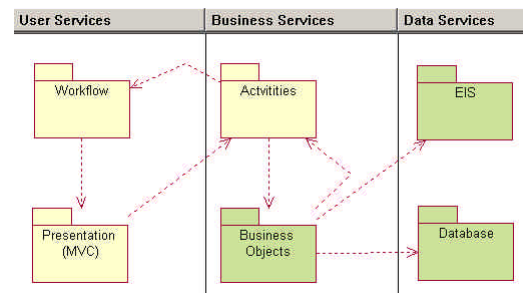 User Services
Business Services
Data Services
Workflow
Actvitities
EIS
Presentation
(MVC)
Business
Objects
Database